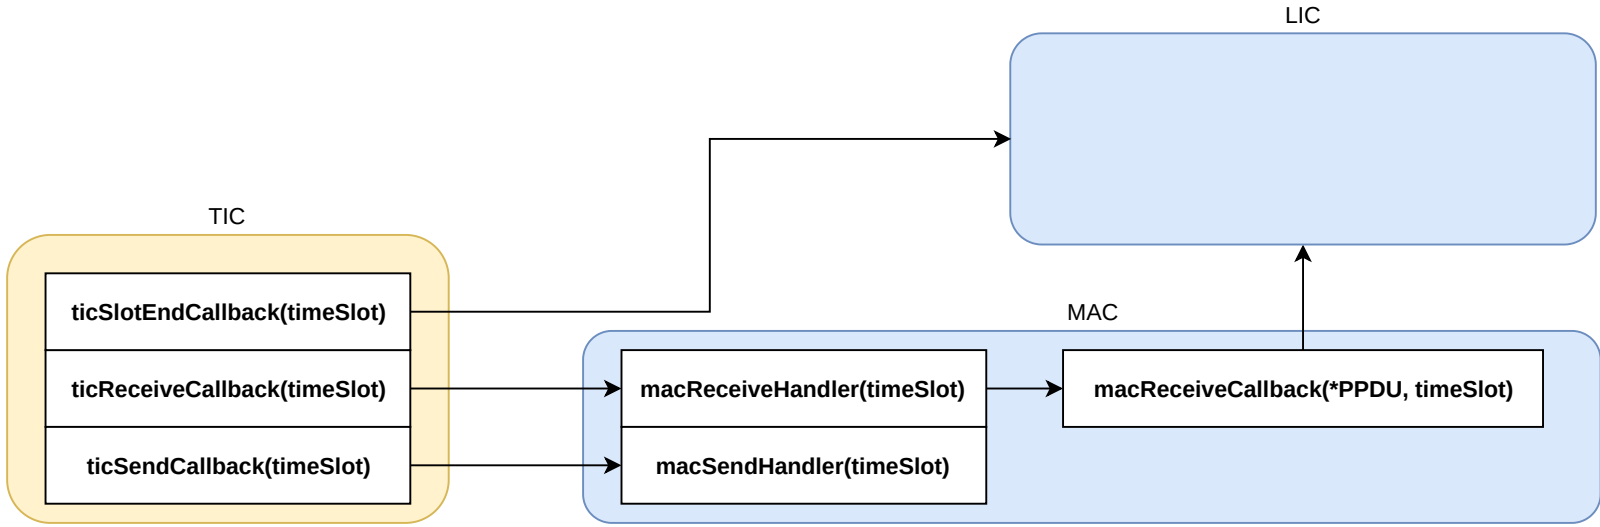 LIC
TIC
ticSlotEndCallback(timeSlot)
ticReceiveCallback(timeSlot)
ticSendCallback(timeSlot)
MAC
macReceiveHandler(timeSlot)
macSendHandler(timeSlot)
macReceiveCallback(*PPDU, timeSlot)